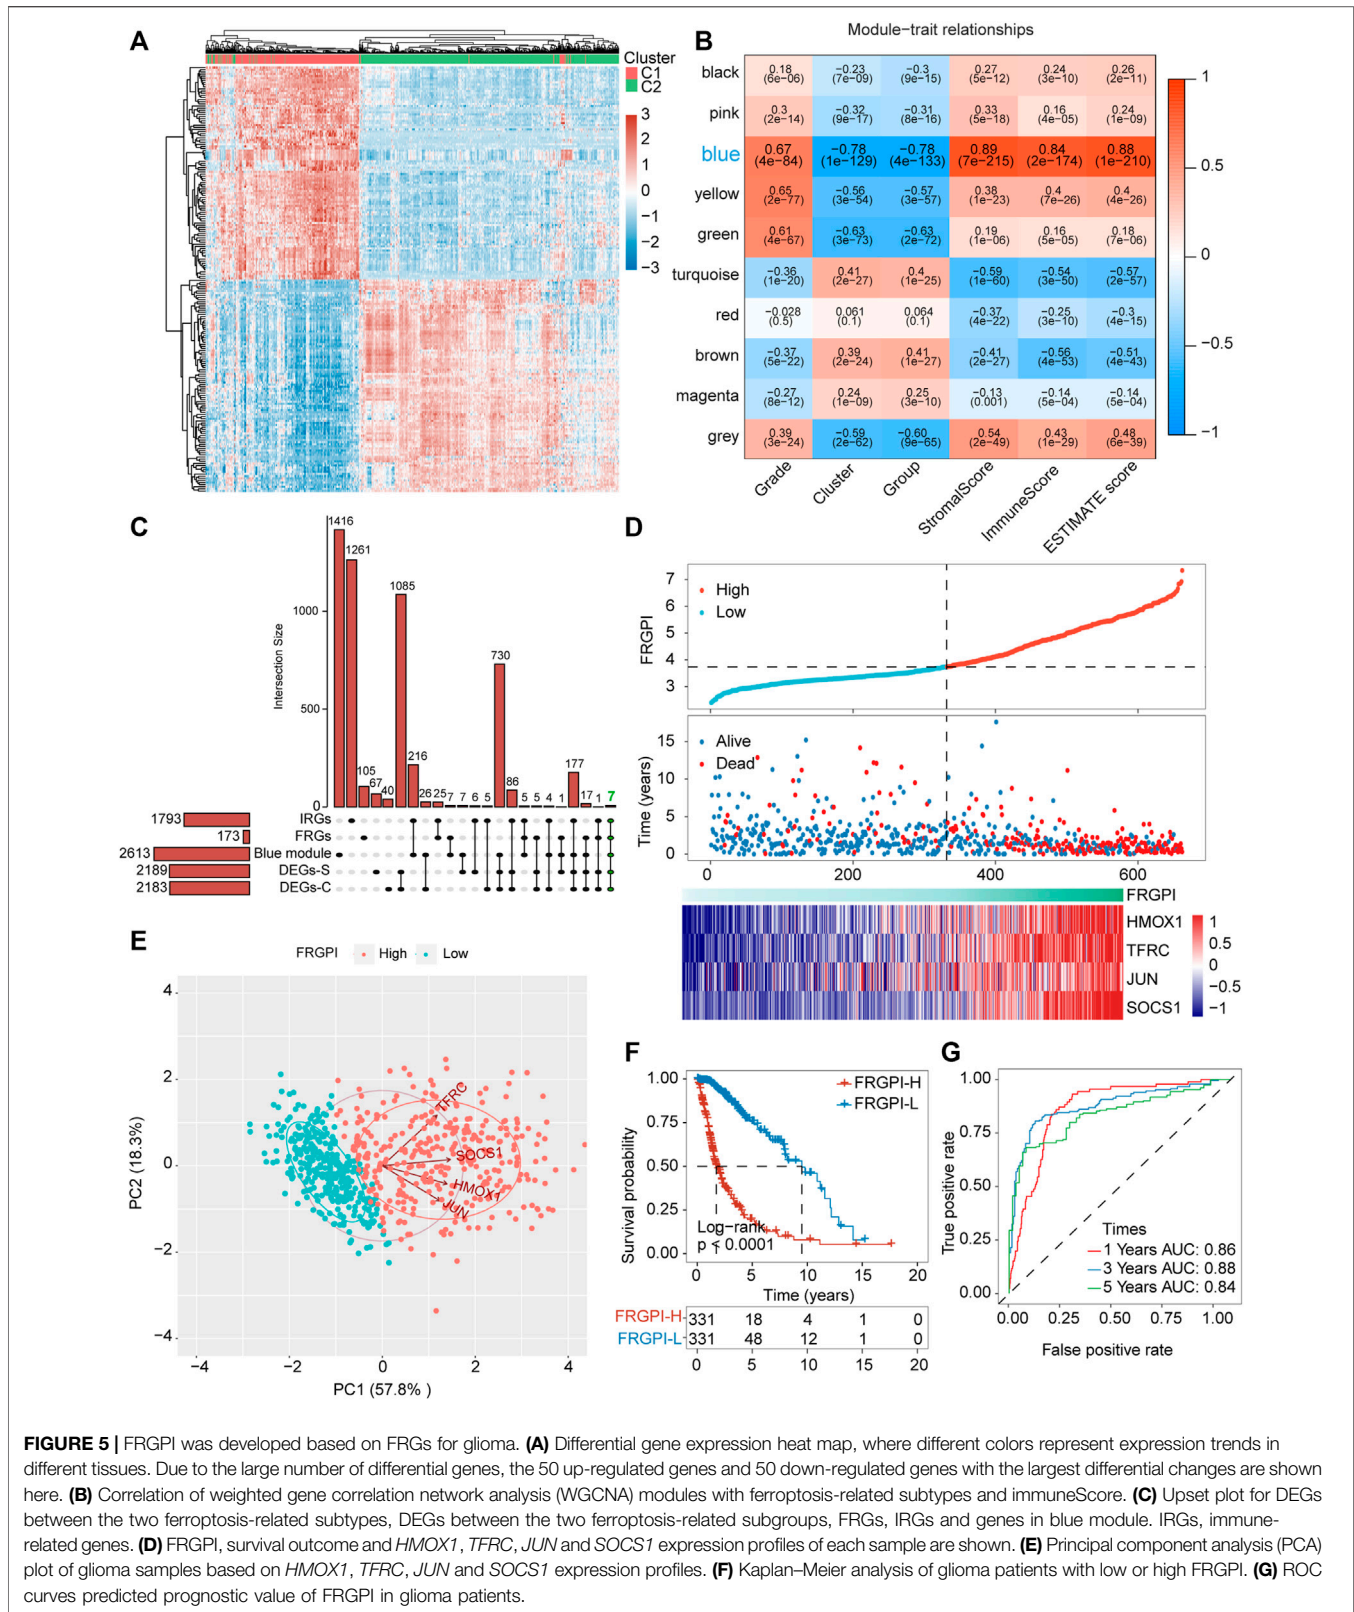 A
Cluster
C1
C2
3
2
1
0
−1
−2
−3
B
Module−trait relationships
black 0.18 −0.23 −0.3 0.27 0.24 0.26
(6e−06) (7e−09) (9e−15) (5e−12) (3e−10) (2e−11)
pink 0.3 −0.32 −0.31 0.33 0.16 0.24
(2e−14) (9e−17) (8e−16) (5e−18) (4e−05) (1e−09)
blue 0.67 −0.78 −0.78 0.89 0.84 0.88
(4e−84) (1e−129) (4e−133) (7e−215) (2e−174) (1e−210)
yellow 0.65 −0.56 −0.57 0.38 0.4 0.4
(2e−77) (3e−54) (3e−57) (1e−23) (7e−26) (4e−26)
green 0.61 −0.63 −0.63 0.19 0.16 0.18
(4e−67) (3e−73) (2e−72) (1e−06) (5e−05) (7e−06)
turquoise −0.36 0.41 0.4 −0.59 −0.54 −0.57
(1e−20) (2e−27) (1e−25) (1e−60) (3e−50) (2e−57)
red −0.028 0.061 0.064 −0.37 −0.25 −0.3
(0.5) (0.1) (0.1) (4e−22) (3e−10) (4e−15)
brown −0.37 0.39 0.41 −0.41 −0.56 −0.51
(5e−22) (2e−24) (1e−27) (2e−27) (4e−53) (4e−43)
magenta −0.27 0.24 0.25 −0.13 −0.14 −0.14
(8e−12) (1e−09) (3e−10) (0.001) (5e−04) (5e−04)
grey 0.39 −0.59 −0.60 0.54 0.43 0.48
(3e−24) (2e−62) (9e−65) (2e−49) (1e−29) (6e−39)
Grade Cluster Group StromalScore ImmuneScore ESTIMATE score
1
0.5
0
−0.5
−1
C
Intersection Size
1000
500
0
1416 1261 105 67 40 1085 216 26 25 7 7 6 5 730 86 5 5 4 1 177 17 1 7
1793 IRGs
173 FRGs
2613 Blue module
2189 DEGs-S
2183 DEGs-C
D
FRGPI
7
6
5
4
3
High
Low
Time (years)
15
10
5
0
Alive
Dead
0 200 400 600
FRGPI
HMOX1
TFRC
JUN
SOCS1
1
0.5
0
−0.5
−1
E
FRGPI High Low
PC2 (18.3%)
4
2
0
−2
−4
TFRC
SOCS1
HMOX1
JUN
−4 −2 0 2 4
PC1 (57.8% )
F
Survival probability
1.00
0.75
0.50
0.25
0.00
FRGPI-H
FRGPI-L
Log−rank
p < 0.0001
0 5 10 15 20
Time (years)
FRGPI-H 331 18 4 1 0
FRGPI-L 331 48 12 1 0
0 5 10 15 20
G
True positive rate
1.00
0.75
0.50
0.25
0.00
Times
1 Years AUC: 0.86
3 Years AUC: 0.88
5 Years AUC: 0.84
0.00 0.25 0.50 0.75 1.00
False positive rate
FIGURE 5 | FRGPI was developed based on FRGs for glioma. (A) Differential gene expression heat map, where different colors represent expression trends in
different tissues. Due to the large number of differential genes, the 50 up-regulated genes and 50 down-regulated genes with the largest differential changes are shown
here. (B) Correlation of weighted gene correlation network analysis (WGCNA) modules with ferroptosis-related subtypes and immuneScore. (C) Upset plot for DEGs
between the two ferroptosis-related subtypes, DEGs between the two ferroptosis-related subgroups, FRGs, IRGs and genes in blue module. IRGs, immune-
related genes. (D) FRGPI, survival outcome and HMOX1, TFRC, JUN and SOCS1 expression profiles of each sample are shown. (E) Principal component analysis (PCA)
plot of glioma samples based on HMOX1, TFRC, JUN and SOCS1 expression profiles. (F) Kaplan–Meier analysis of glioma patients with low or high FRGPI. (G) ROC
curves predicted prognostic value of FRGPI in glioma patients.